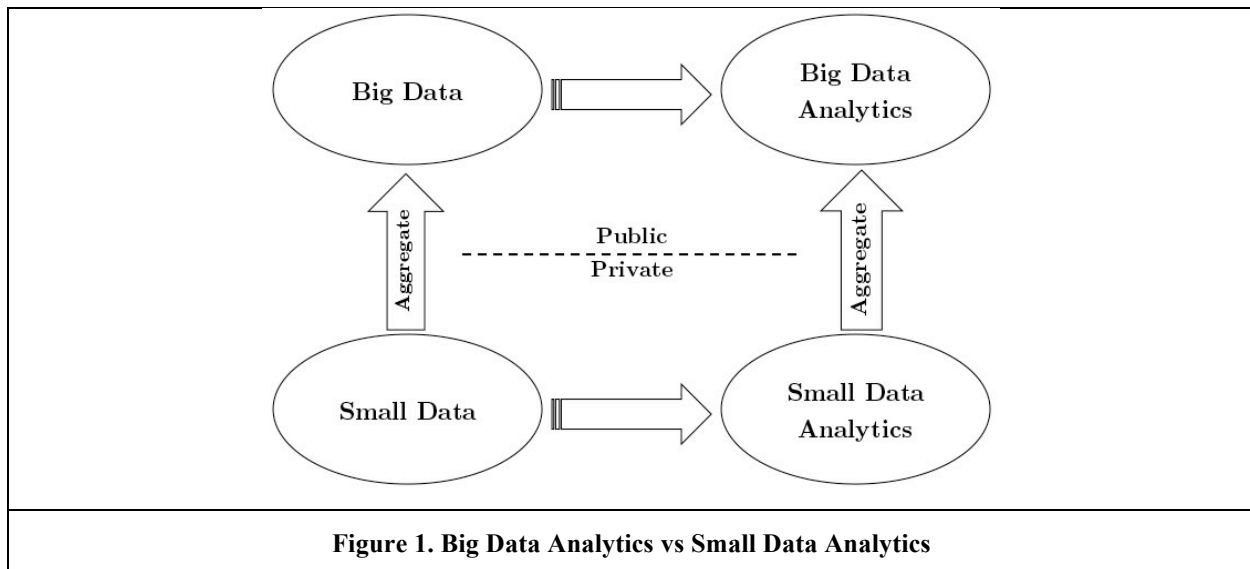 Big Data
Big Data
Analytics
Aggregate
Public
Private
Aggregate
Small Data
Small Data
Analytics
Figure 1. Big Data Analytics vs Small Data Analytics